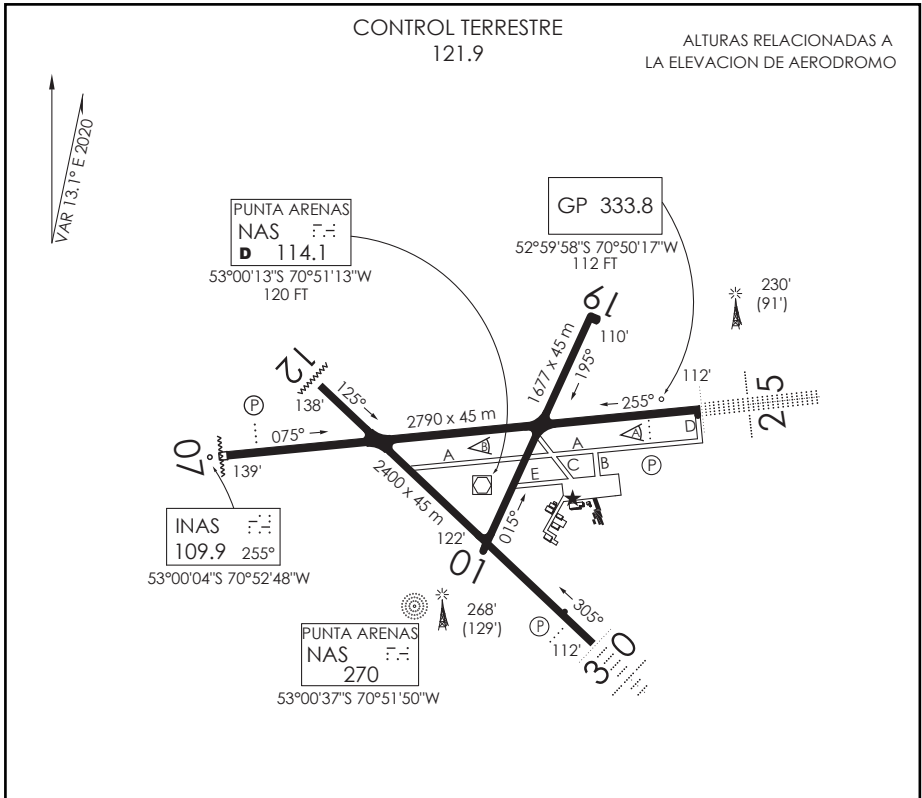 CONTROL TERRESTRE
121.9
ALTURAS RELACIONADAS A
LA ELEVACION DE AERODROMO
VAR 13.1° E 2020
PUNTA ARENAS
NAS
D 114.1
53°00'13"S 70°51'13"W
120 FT
GP 333.8
52°59'58"S 70°50'17"W
112 FT
230'
(91')
19
110'
1677 x 45 m
195°
12
138'
125°
112'
255°
25
2790 x 45 m
P
075°
07
139'
A
B
A
A
D
P
B
C
E
2400 x 45 m
122'
015°
01
INAS
109.9 255°
53°00'04"S 70°52'48"W
268'
(129')
305°
P
112'
30
PUNTA ARENAS
NAS
270
53°00'37"S 70°51'50"W